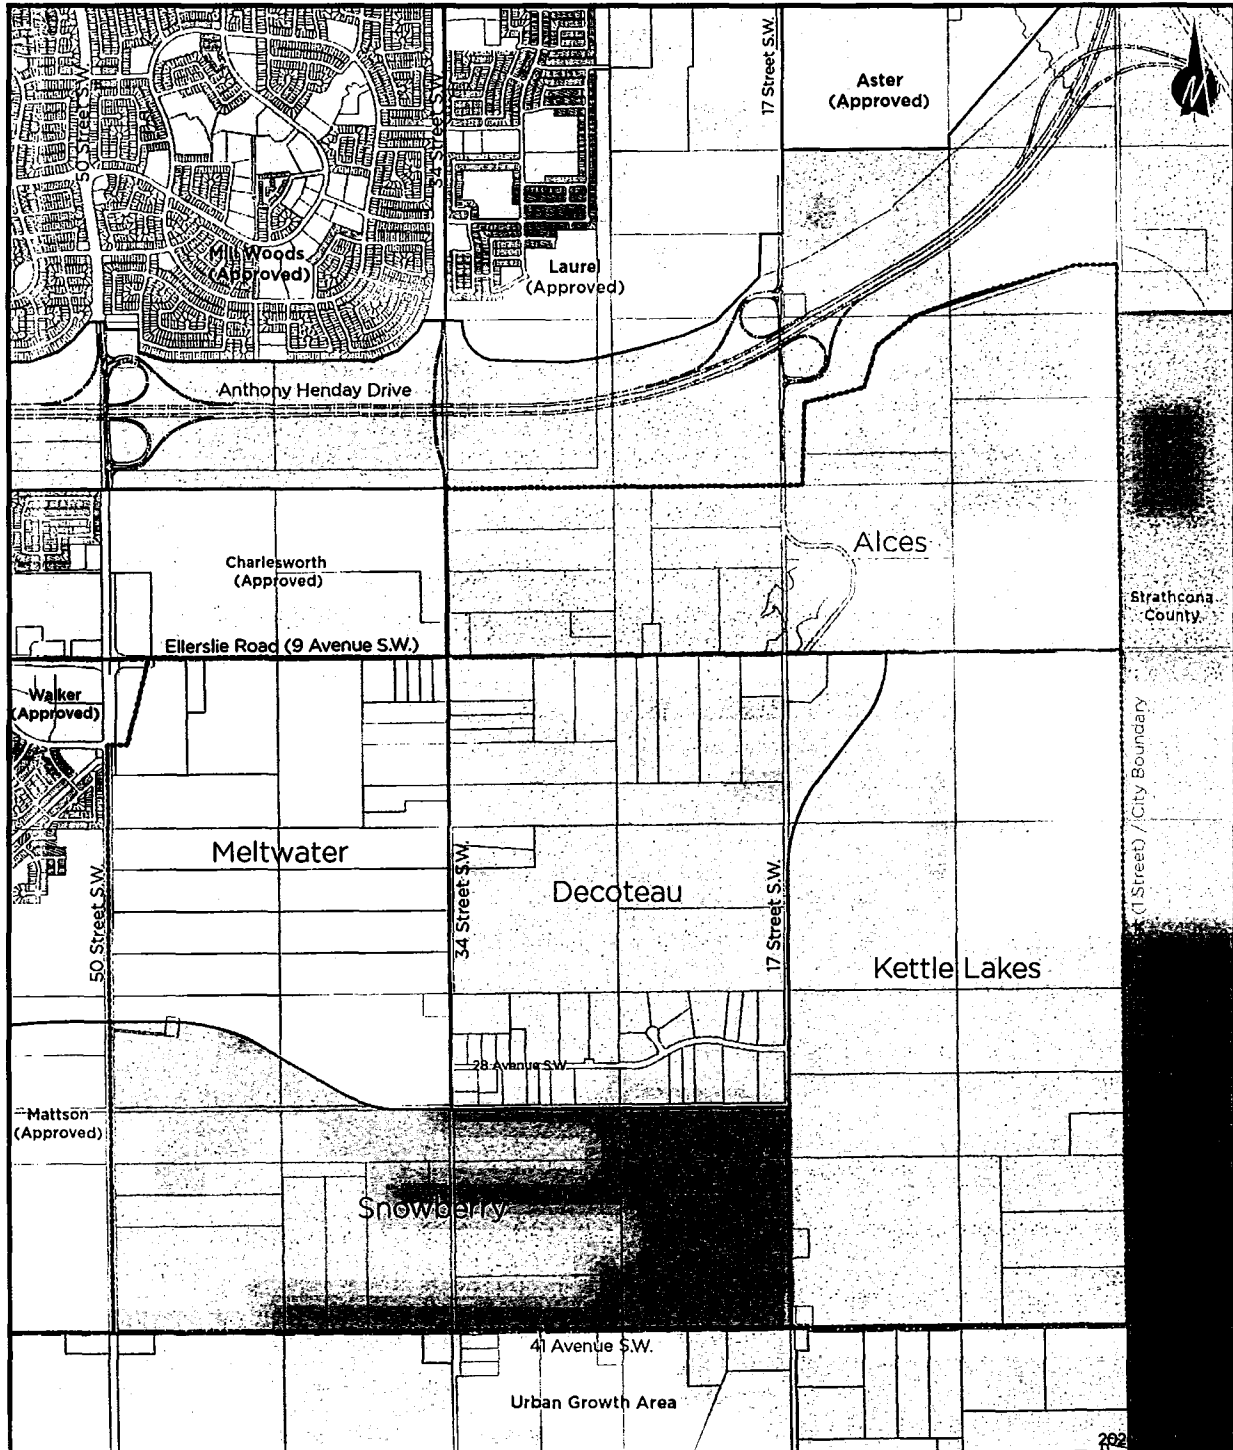 50 Street S.W.
34 Street S.W.
17 Street S.W.
Aster
(Approved)
N
Mill Woods
(Approved)
Laurel
(Approved)
Anthony Henday Drive
Charlesworth
(Approved)
Alces
Strathcona
County
Ellerslie Road (9 Avenue S.W.)
Walker
(Approved)
Meltwater
Decoteau
50 Street S.W.
34 Street S.W.
17 Street S.W.
(1 Street) / City Boundary
Kettle Lakes
28 Avenue S.W.
Mattson
(Approved)
Snowberry
41 Avenue S.W.
Urban Growth Area